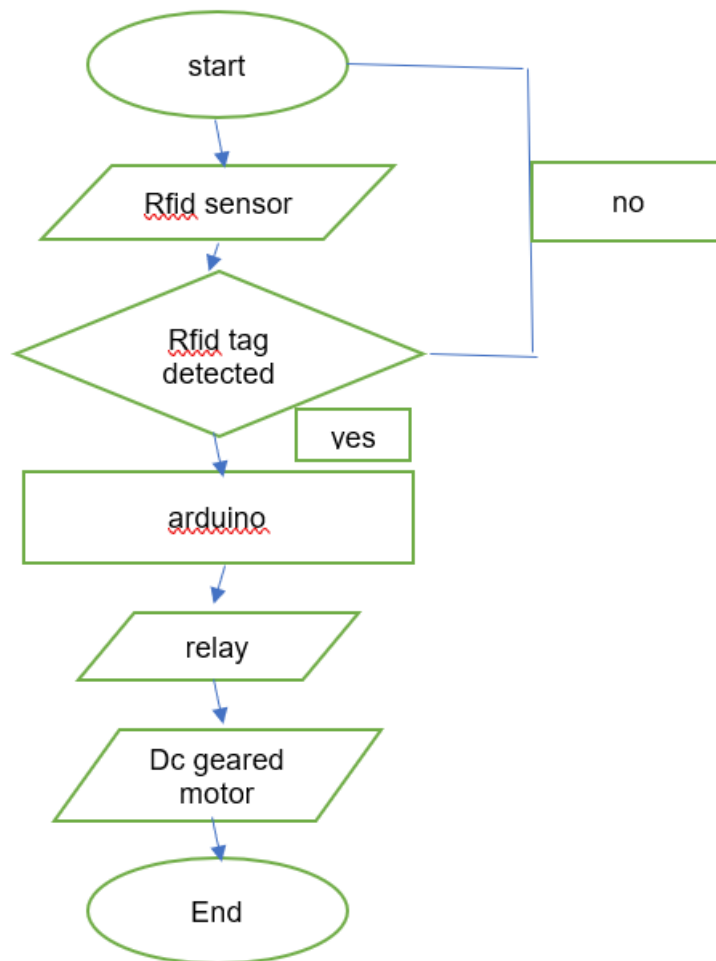 start
Rfid sensor
no
Rfid tag
detected
yes
arduino
relay
Dc geared
motor
End